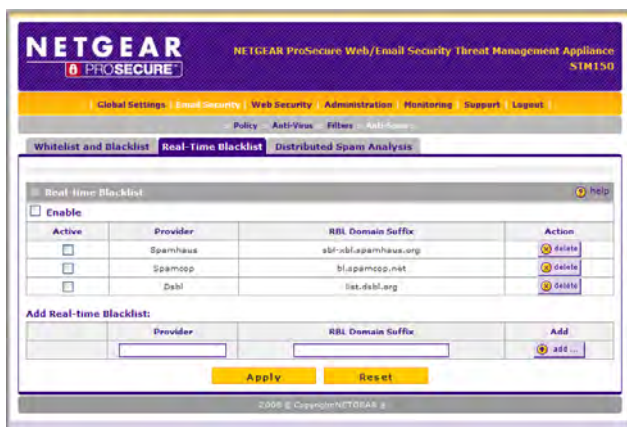 NETGEAR
PROSECURE
NETGEAR ProSecure Web/Email Security Threat Management Appliance
STM150
Global Settings | Email Security | Web Security | Administration | Monitoring | Support | Logout
Policy Anti-Virus Filters Anti-Spam
Whitelist and Blacklist Real-Time Blacklist Distributed Spam Analysis
Real-time Blacklist help
Enable
Active Provider RBL Domain Suffix Action
Spamhaus sbl-xbl.spamhaus.org delete
Spamcop bl.spamcop.net delete
Dsbl list.dsbl.org delete
Add Real-time Blacklist:
Provider RBL Domain Suffix Add
add ...
Apply Reset
2008 © Copyright NETGEAR